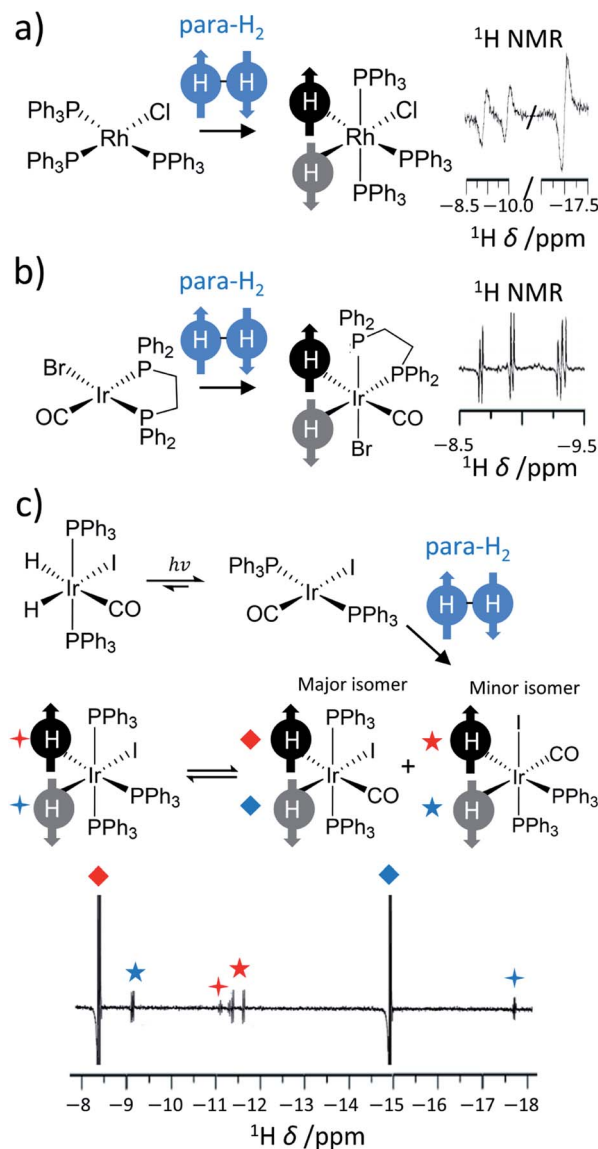 a)
para-H2
1H NMR
H H
Ph3P Cl
Rh
Ph3P PPh3
H PPh3
Cl
Rh
H PPh3
PPh3
−8.5 −10.0 −17.5
1H δ /ppm
b)
para-H2
1H NMR
H H
Br Ph2
P
Ir
OC P
Ph2
Ph2
P
H P
Ph2
Ir
H CO
Br
−8.5 −9.5
1H δ /ppm
c)
PPh3
H I
Ir
H CO
PPh3
hv
Ph3P I
Ir
OC PPh3
para-H2
H H
Major isomer Minor isomer
H PPh3 I
Ir
H PPh3
PPh3
H PPh3 I
Ir
H CO
PPh3
+
H I CO
Ir
H PPh3
PPh3
−8 −9 −10 −11 −12 −13 −14 −15 −16 −17 −18
1H δ /ppm